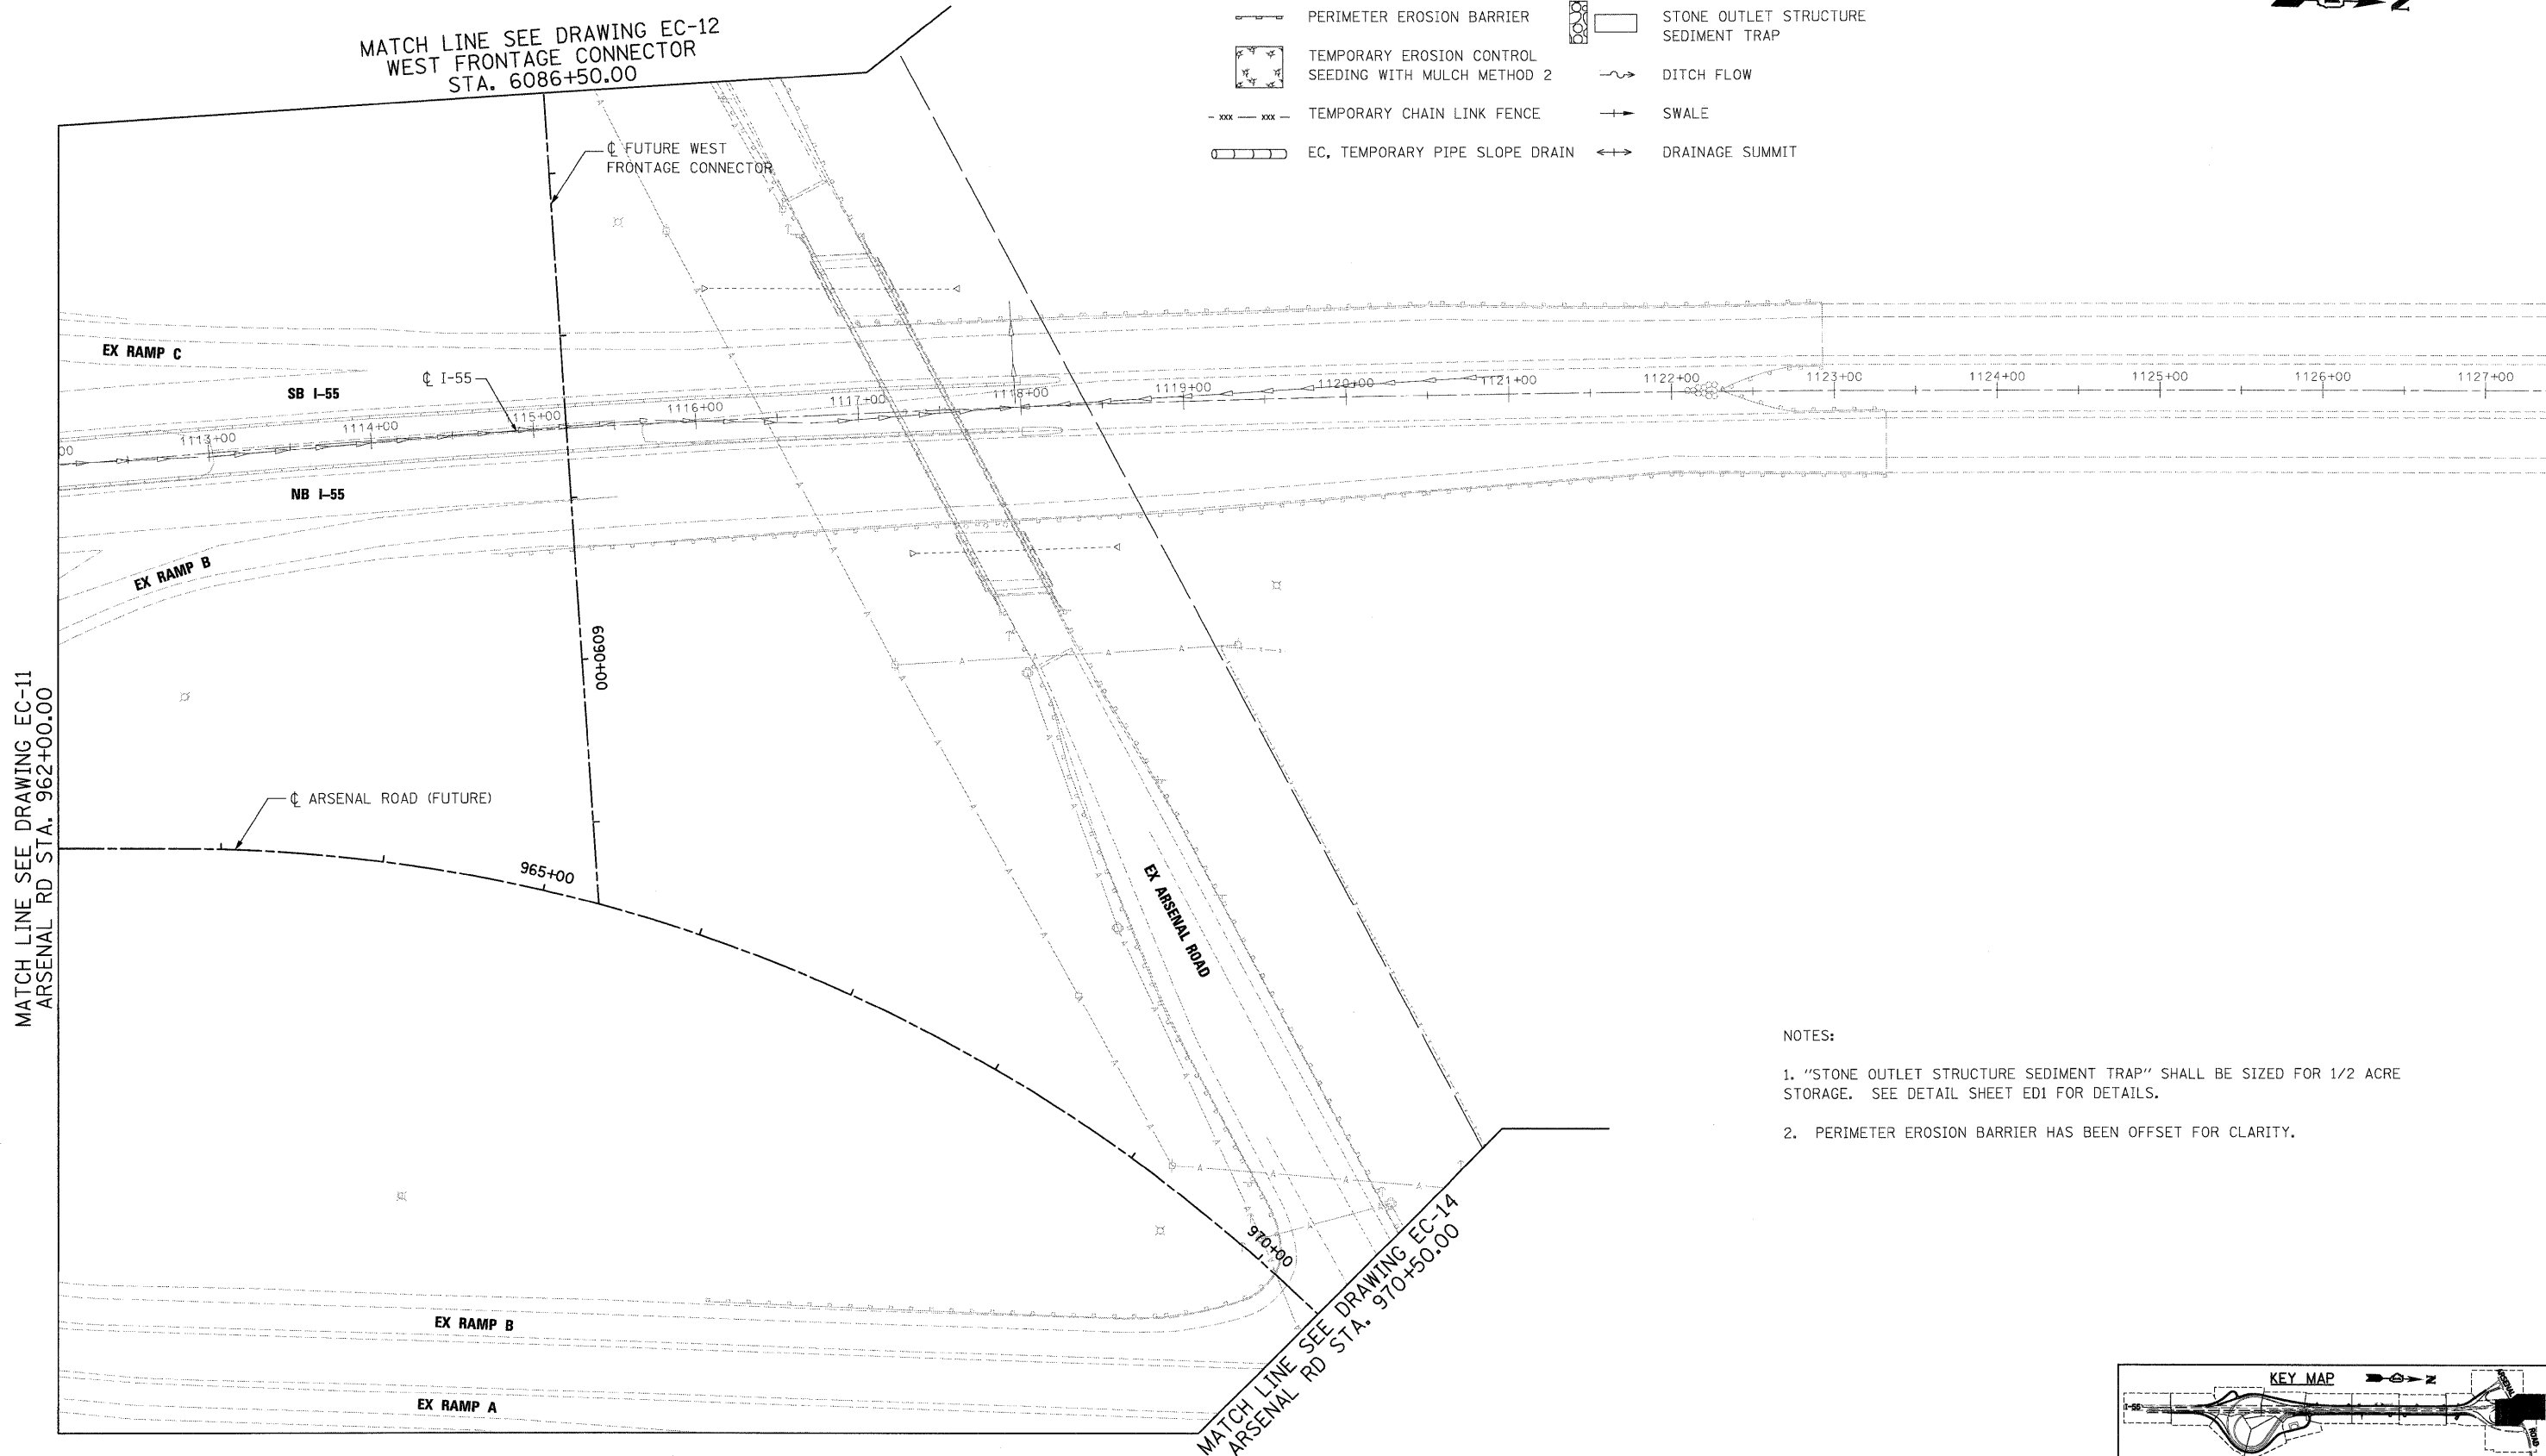 MATCH LINE SEE DRAWING EC-12
WEST FRONTAGE CONNECTOR
STA. 6086+50.00
PERIMETER EROSION BARRIER
TEMPORARY EROSION CONTROL
SEEDING WITH MULCH METHOD 2
- xxx — xxx - TEMPORARY CHAIN LINK FENCE
EC, TEMPORARY PIPE SLOPE DRAIN
STONE OUTLET STRUCTURE
SEDIMENT TRAP
DITCH FLOW
SWALE
DRAINAGE SUMMIT
N
℄ FUTURE WEST
FRONTAGE CONNECTOR
EX RAMP C
SB I-55
℄ I-55
00
1113+00
1114+00
1115+00
1116+00
1117+00
1118+00
1119+00
1120+00
1121+00
1122+00
1123+00
1124+00
1125+00
1126+00
1127+00
NB I-55
EX RAMP B
6090+00
MATCH LINE SEE DRAWING EC-11
ARSENAL RD STA. 962+00.00
℄ ARSENAL ROAD (FUTURE)
965+00
EX ARSENAL ROAD
970+00
MATCH LINE SEE DRAWING EC-14
ARSENAL RD STA. 970+50.00
EX RAMP B
EX RAMP A
NOTES:
1. "STONE OUTLET STRUCTURE SEDIMENT TRAP" SHALL BE SIZED FOR 1/2 ACRE
STORAGE. SEE DETAIL SHEET ED1 FOR DETAILS.
2. PERIMETER EROSION BARRIER HAS BEEN OFFSET FOR CLARITY.
KEY MAP
N
I-55
ARSENAL
ROAD